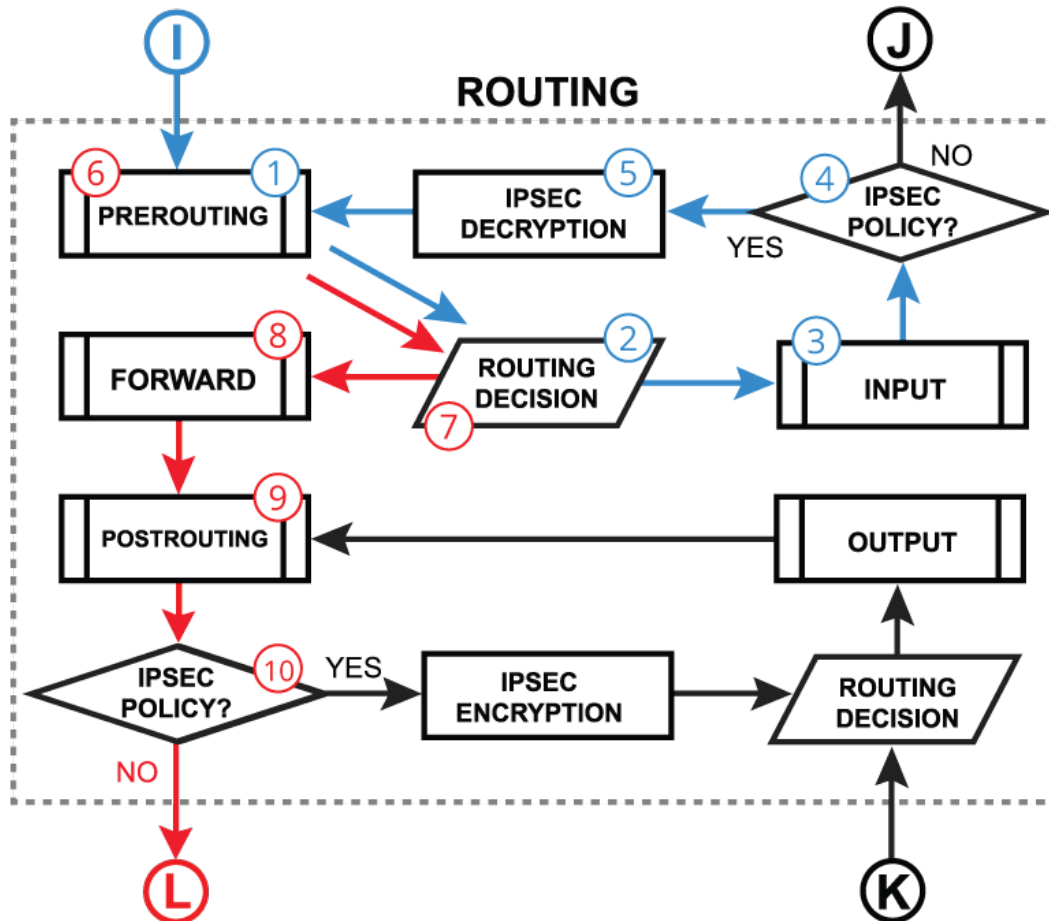 I
J
ROUTING
NO
6
1
PREROUTING
5
IPSEC
DECRYPTION
4
IPSEC
POLICY?
YES
8
FORWARD
2
ROUTING
DECISION
7
3
INPUT
9
POSTROUTING
OUTPUT
10
IPSEC
POLICY?
YES
IPSEC
ENCRYPTION
ROUTING
DECISION
NO
L
K